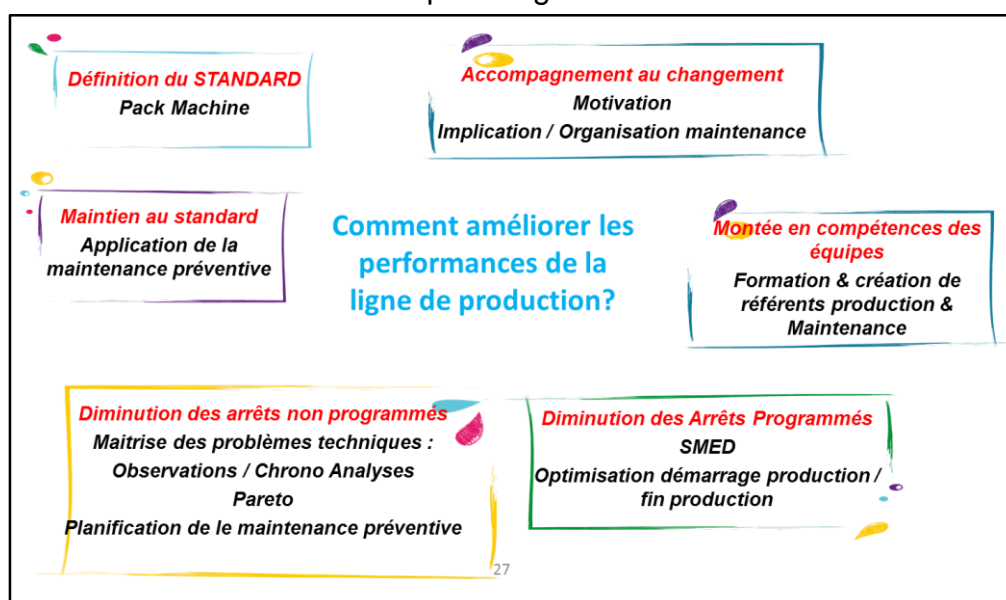 Définition du STANDARD
Pack Machine
Accompagnement au changement
Motivation
Implication / Organisation maintenance
Maintien au standard
Application de la
maintenance préventive
Comment améliorer les
performances de la
ligne de production?
Montée en compétences des
équipes
Formation & création de
référents production &
Maintenance
Diminution des arrêts non programmés
Maitrise des problèmes techniques :
Observations / Chrono Analyses
Pareto
Planification de le maintenance préventive
Diminution des Arrêts Programmés
SMED
Optimisation démarrage production /
fin production
27